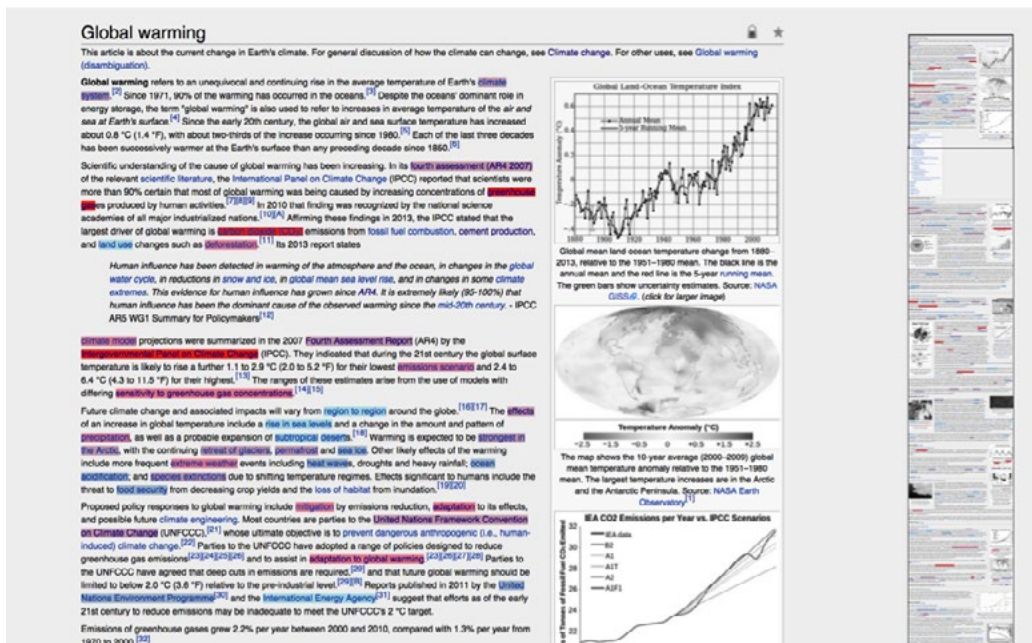 Global warming
This article is about the current change in Earth's climate. For general discussion of how the climate can change, see Climate change. For other uses, see Global warming
(disambiguation).
Global warming refers to an unequivocal and continuing rise in the average temperature of Earth's climate
system.[2] Since 1971, 90% of the warming has occurred in the oceans.[3] Despite the oceans' dominant role in
energy storage, the term "global warming" is also used to refer to increases in average temperature of the air and
sea at Earth's surface.[4] Since the early 20th century, the global air and sea surface temperature has increased
about 0.8 °C (1.4 °F), with about two-thirds of the increase occurring since 1980.[5] Each of the last three decades
has been successively warmer at the Earth's surface than any preceding decade since 1850.[6]
Scientific understanding of the cause of global warming has been increasing. In its fourth assessment (AR4 2007)
of the relevant scientific literature, the International Panel on Climate Change (IPCC) reported that scientists were
more than 90% certain that most of global warming was being caused by increasing concentrations of greenhouse
gases produced by human activities.[7][8][9] In 2010 that finding was recognized by the national science
academies of all major industrialized nations.[10][A] Affirming these findings in 2013, the IPCC stated that the
largest driver of global warming is carbon dioxide (CO2) emissions from fossil fuel combustion, cement production,
and land use changes such as deforestation.[11] Its 2013 report states
Human influence has been detected in warming of the atmosphere and the ocean, in changes in the global
water cycle, in reductions in snow and ice, in global mean sea level rise, and in changes in some climate
extremes. This evidence for human influence has grown since AR4. It is extremely likely (95-100%) that
human influence has been the dominant cause of the observed warming since the mid-20th century. - IPCC
AR5 WG1 Summary for Policymakers[12]
climate model projections were summarized in the 2007 Fourth Assessment Report (AR4) by the
Intergovernmental Panel on Climate Change (IPCC). They indicated that during the 21st century the global surface
temperature is likely to rise a further 1.1 to 2.9 °C (2.0 to 5.2 °F) for their lowest emissions scenario and 2.4 to
6.4 °C (4.3 to 11.5 °F) for their highest.[13] The ranges of these estimates arise from the use of models with
differing sensitivity to greenhouse gas concentrations.[14][15]
Future climate change and associated impacts will vary from region to region around the globe.[16][17] The effects
of an increase in global temperature include a rise in sea levels and a change in the amount and pattern of
precipitation, as well as a probable expansion of subtropical deserts.[18] Warming is expected to be strongest in
the Arctic, with the continuing retreat of glaciers, permafrost and sea ice. Other likely effects of the warming
include more frequent extreme weather events including heat waves, droughts and heavy rainfall; ocean
acidification; and species extinctions due to shifting temperature regimes. Effects significant to humans include the
threat to food security from decreasing crop yields and the loss of habitat from inundation.[19][20]
Proposed policy responses to global warming include mitigation by emissions reduction, adaptation to its effects,
and possible future climate engineering. Most countries are parties to the United Nations Framework Convention
on Climate Change (UNFCCC),[21] whose ultimate objective is to prevent dangerous anthropogenic (i.e., human-
induced) climate change.[22] Parties to the UNFCCC have adopted a range of policies designed to reduce
greenhouse gas emissions[23][24][25][26] and to assist in adaptation to global warming.[23][26][27][28] Parties to
the UNFCCC have agreed that deep cuts in emissions are required,[29] and that future global warming should be
limited to below 2.0 °C (3.6 °F) relative to the pre-industrial level.[29][B] Reports published in 2011 by the United
Nations Environment Programme[30] and the International Energy Agency[31] suggest that efforts as of the early
21st century to reduce emissions may be inadequate to meet the UNFCCC's 2 °C target.
Emissions of greenhouse gases grew 2.2% per year between 2000 and 2010, compared with 1.3% per year from
1970 to 2000.[32]
Global Land-Ocean Temperature Index
Annual Mean
5-year Running Mean
Temperature Anomaly (°C)
1880 1900 1920 1940 1960 1980 2000
Global mean land ocean temperature change from 1880
2013, relative to the 1951–1980 mean. The black line is the
annual mean and the red line is the 5-year running mean.
The green bars show uncertainty estimates. Source: NASA
GISS. (click for larger image)
Temperature Anomaly (°C)
-2.5 -1.5 -1 -.5 -.2 +.2 +.5 +1 +1.5 +2.5
The map shows the 10-year average (2000–2009) global
mean temperature anomaly relative to the 1951–1980
mean. The largest temperature increases are in the Arctic
and the Antarctic Peninsula. Source: NASA Earth
Observatory[1]
IEA CO2 Emissions per Year vs. IPCC Scenarios
IEA data
B2
A1
A1T
A2
A1F1
32
30
28
26
24
22
of Tonnes of Fossil Fuel CO2 Emitted